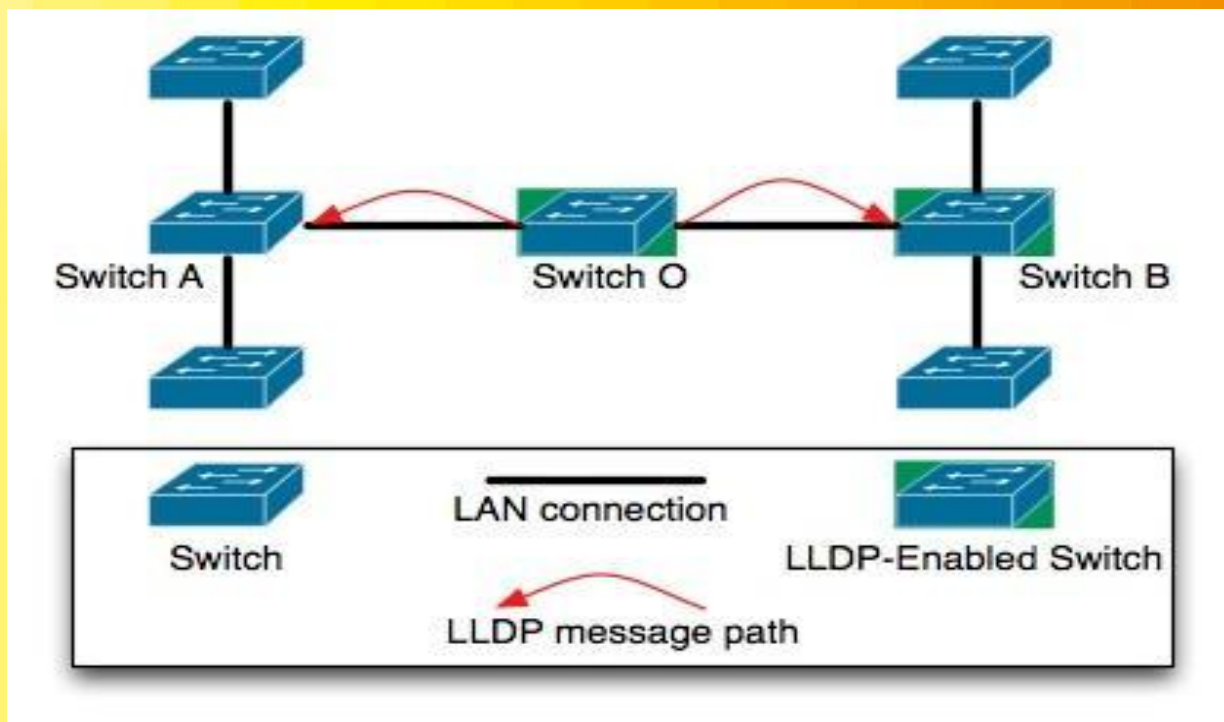 Switch A
Switch O
Switch B
LAN connection
Switch
LLDP-Enabled Switch
LLDP message path